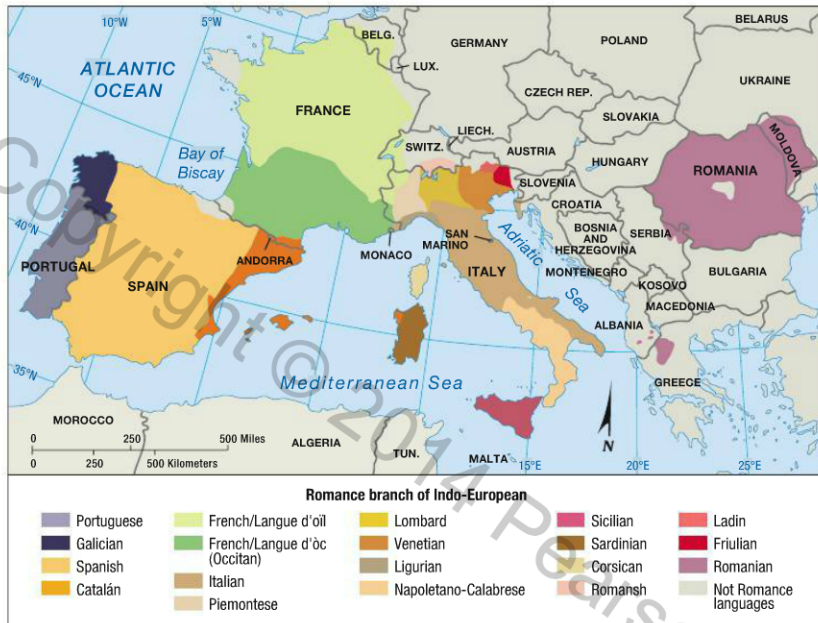 10°W
5°W
BELG.
GERMANY
POLAND
BELARUS
45°N
ATLANTIC
OCEAN
LUX.
UKRAINE
CZECH REP.
FRANCE
SLOVAKIA
LIECH.
SWITZ.
AUSTRIA
MOLDOVA
Bay of
Biscay
HUNGARY
ROMANIA
SLOVENIA
CROATIA
40°N
SAN
MARINO
BOSNIA
AND
HERZEGOVINA
SERBIA
PORTUGAL
ANDORRA
MONACO
Adriatic
Sea
SPAIN
ITALY
MONTENEGRO
BULGARIA
KOSOVO
MACEDONIA
ALBANIA
35°N
Mediterranean Sea
GREECE
MOROCCO
N
0 250 500 Miles
0 250 500 Kilometers
ALGERIA
TUN.
MALTA
15°E
20°E
25°E
Romance branch of Indo-European
Portuguese
Galician
Spanish
Catalán
French/Langue d'oïl
French/Langue d'òc
(Occitan)
Italian
Piemontese
Lombard
Venetian
Ligurian
Napoletano-Calabrese
Sicilian
Sardinian
Corsican
Romansh
Ladin
Friulian
Romanian
Not Romance
languages
Copyright © 2014 Pears